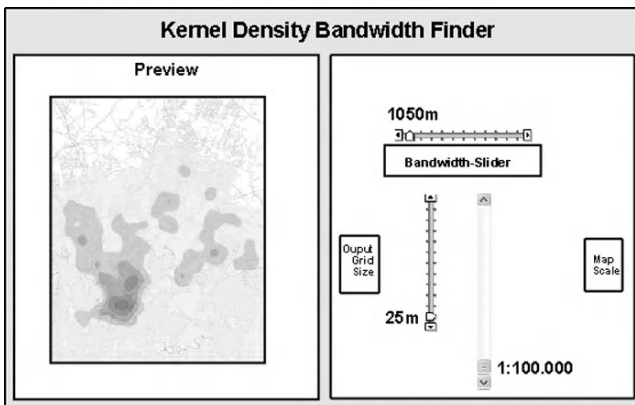 Kernel Density Bandwidth Finder
Preview
1050m
Bandwidth-Slider
Ouput
Grid
Size
Map
Scale
25m
1:100.000